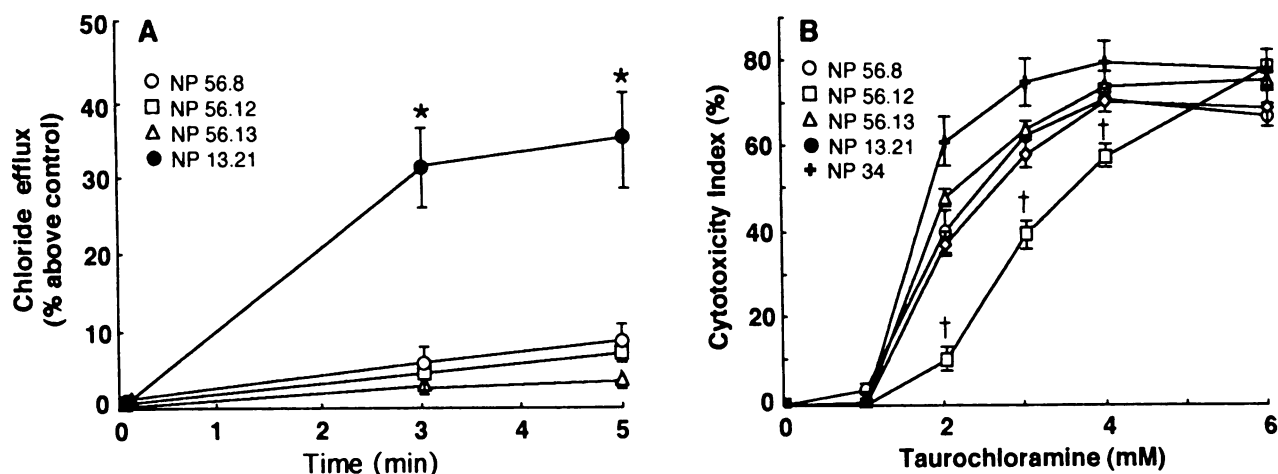 A
Chloride efflux
(% above control)
50
40
30
20
10
0
○ NP 56.8
□ NP 56.12
△ NP 56.13
● NP 13.21
★
★
0 1 2 3 4 5
Time (min)
B
Cytotoxicity Index (%)
80
60
40
20
0
○ NP 56.8
□ NP 56.12
△ NP 56.13
● NP 13.21
+ NP 34
†
†
†
0 2 4 6
Taurochloramine (mM)